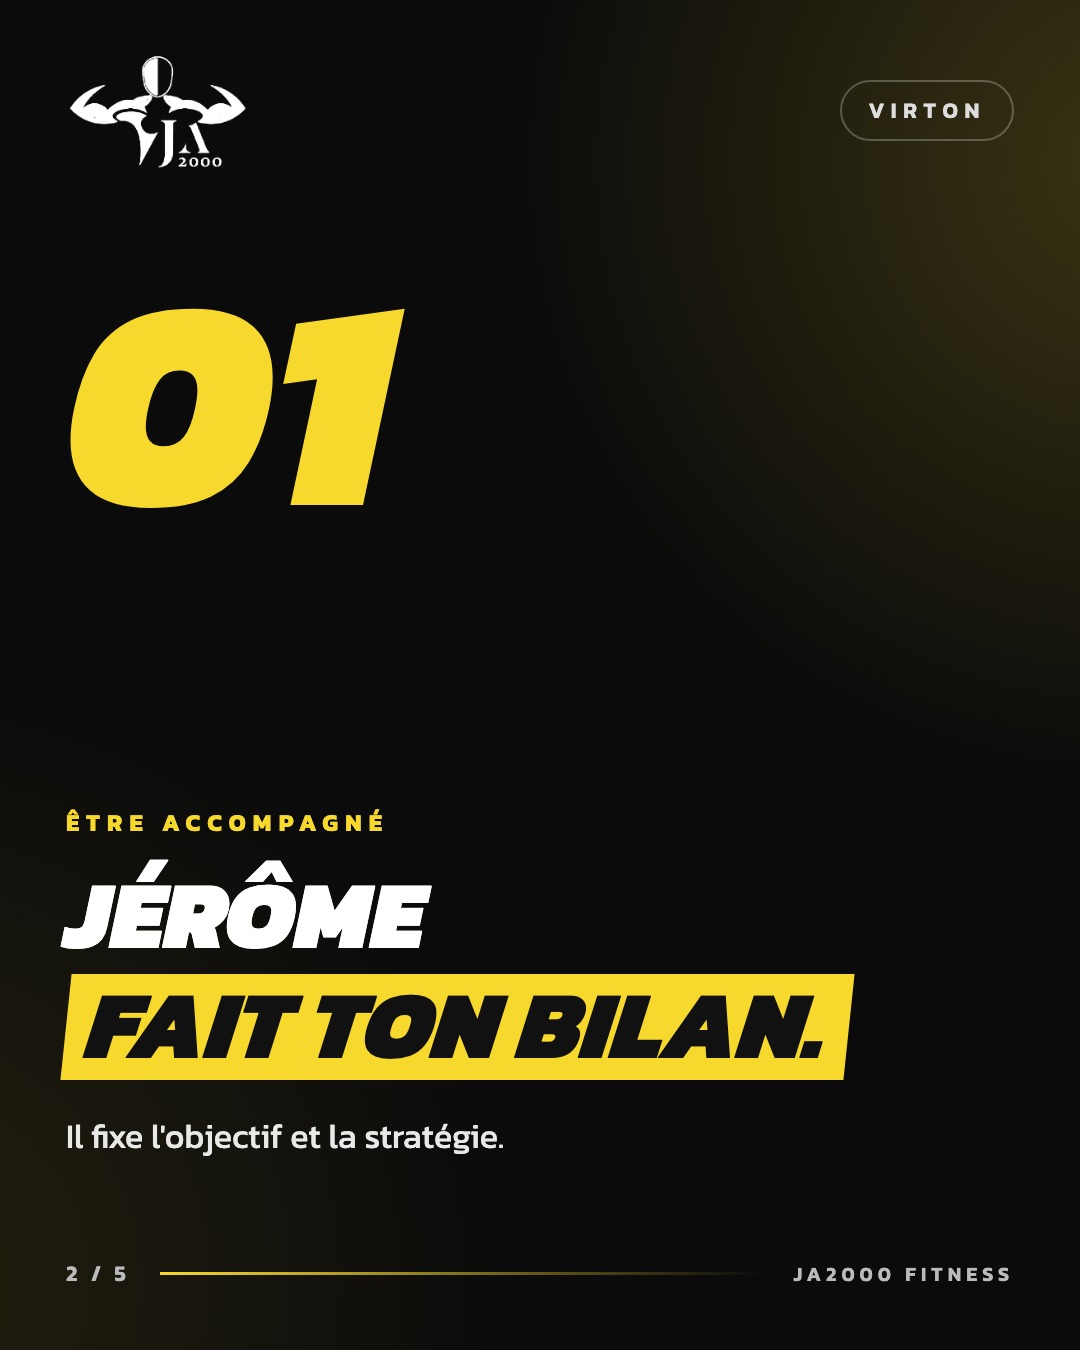 JA
2000
VIRTON
01
ÊTRE ACCOMPAGNÉ
JÉRÔME
FAIT TON BILAN.
Il fixe l'objectif et la stratégie.
2 / 5
JA2000 FITNESS